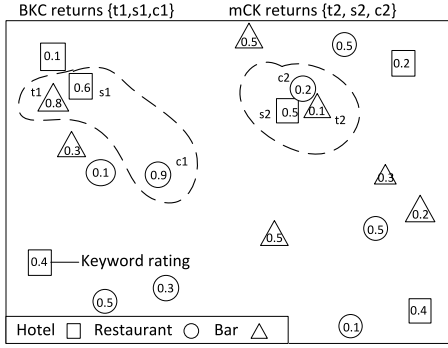 BKC returns {t1,s1,c1} mCK returns {t2, s2, c2}
0.5
0.5
0.1
0.2
t1 0.6 s1
0.8
c2
0.2
s2 0.5 0.1 t2
0.3
0.1 c1 0.9
0.3
0.2
0.5 0.5
0.4 Keyword rating
0.3
0.5
0.4
0.1
Hotel Restaurant Bar